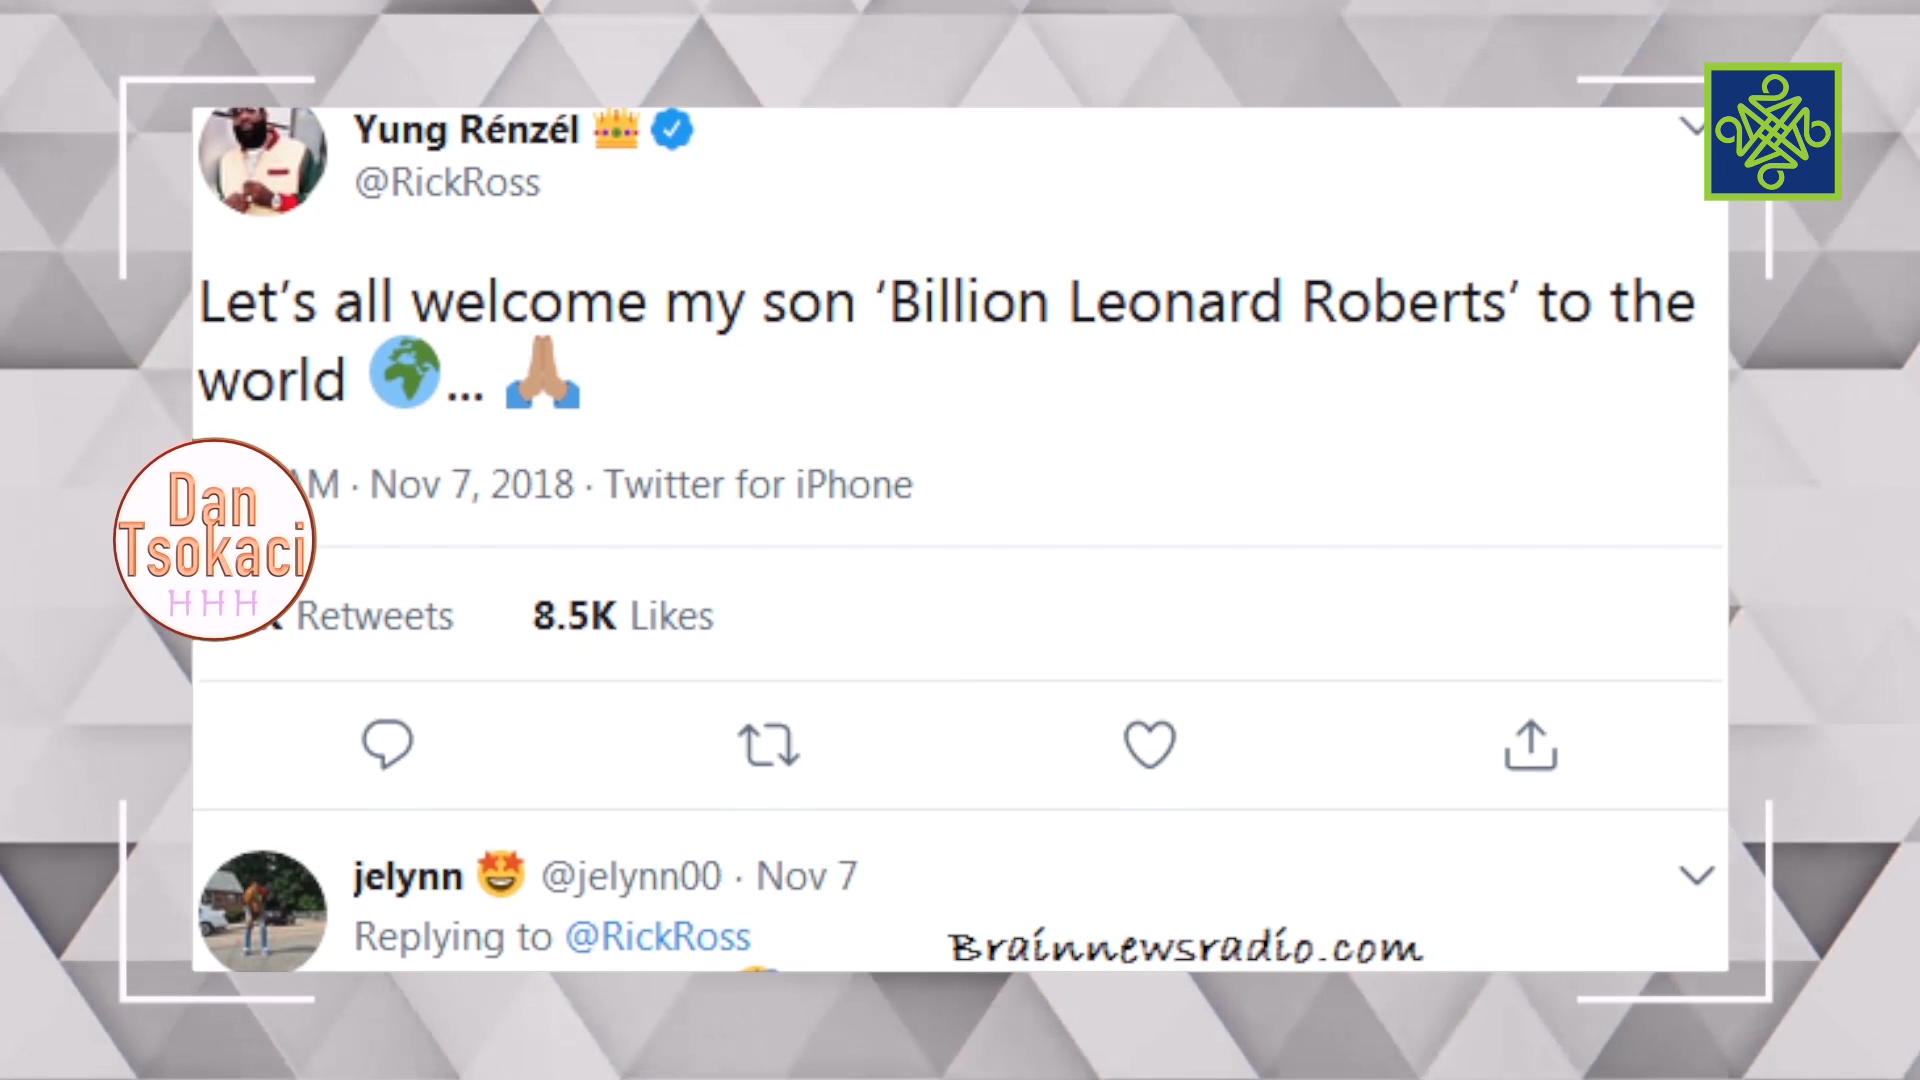 Yung Rénzél
@RickRoss
Let’s all welcome my son ‘Billion Leonard Roberts’ to the
world 🌍... 🙏🏽
AM · Nov 7, 2018 · Twitter for iPhone
Dan
Tsokaci
HHH
Retweets 8.5K Likes
jelynn 🤩 @jelynn00 · Nov 7
Replying to @RickRoss
Brainnewsradio.com